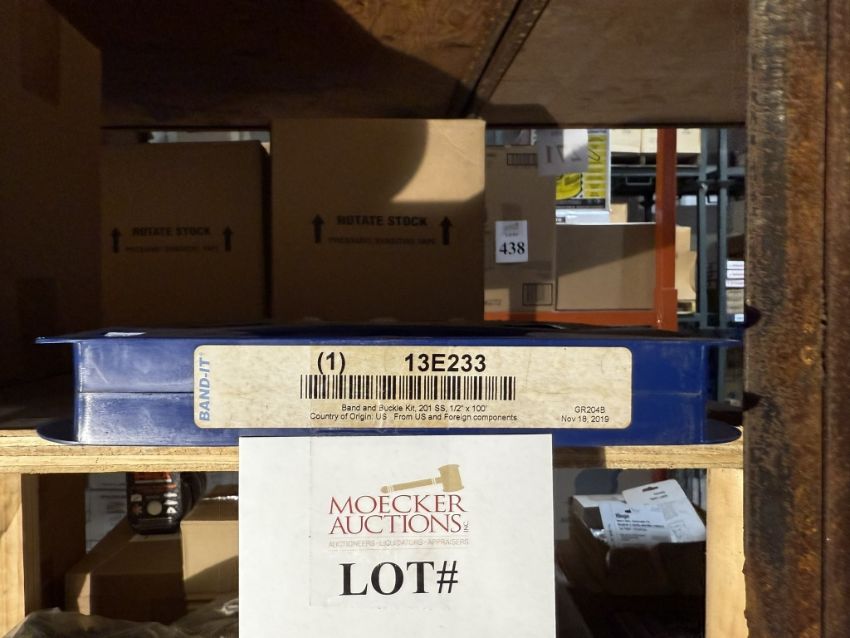 ROTATE STOCK
PRESSURE SENSITIVE TAPE
ROTATE STOCK
PRESSURE SENSITIVE TAPE
438
BAND-IT®
(1) 13E233
Band and Buckle Kit, 201 SS, 1/2" x 100'
Country of Origin: US From US and Foreign components.
GR204B
Nov 18, 2019
MOECKER
AUCTIONS INC.
AUCTIONEERS·LIQUIDATORS·APPRAISERS
LOT#